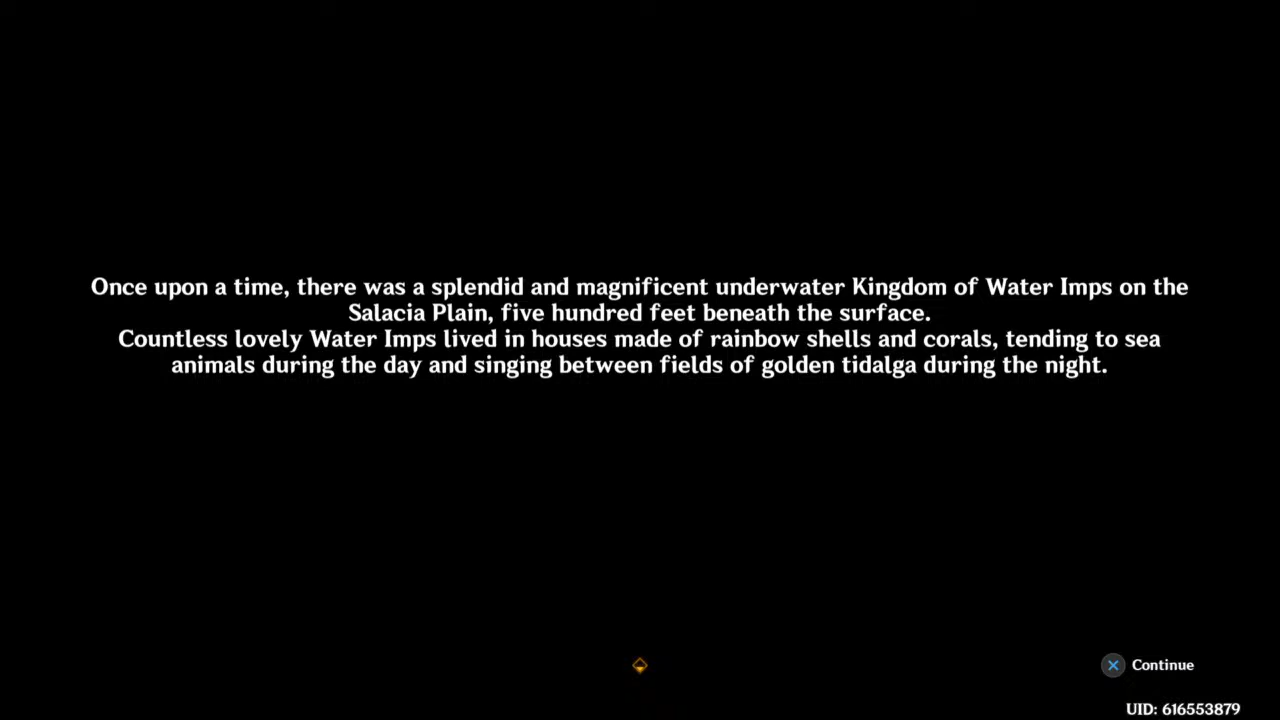 Once upon a time, there was a splendid and magnificent underwater Kingdom of Water Imps on the
Salacia Plain, five hundred feet beneath the surface.
Countless lovely Water Imps lived in houses made of rainbow shells and corals, tending to sea
animals during the day and singing between fields of golden tidalga during the night.
Continue
UID: 616553879